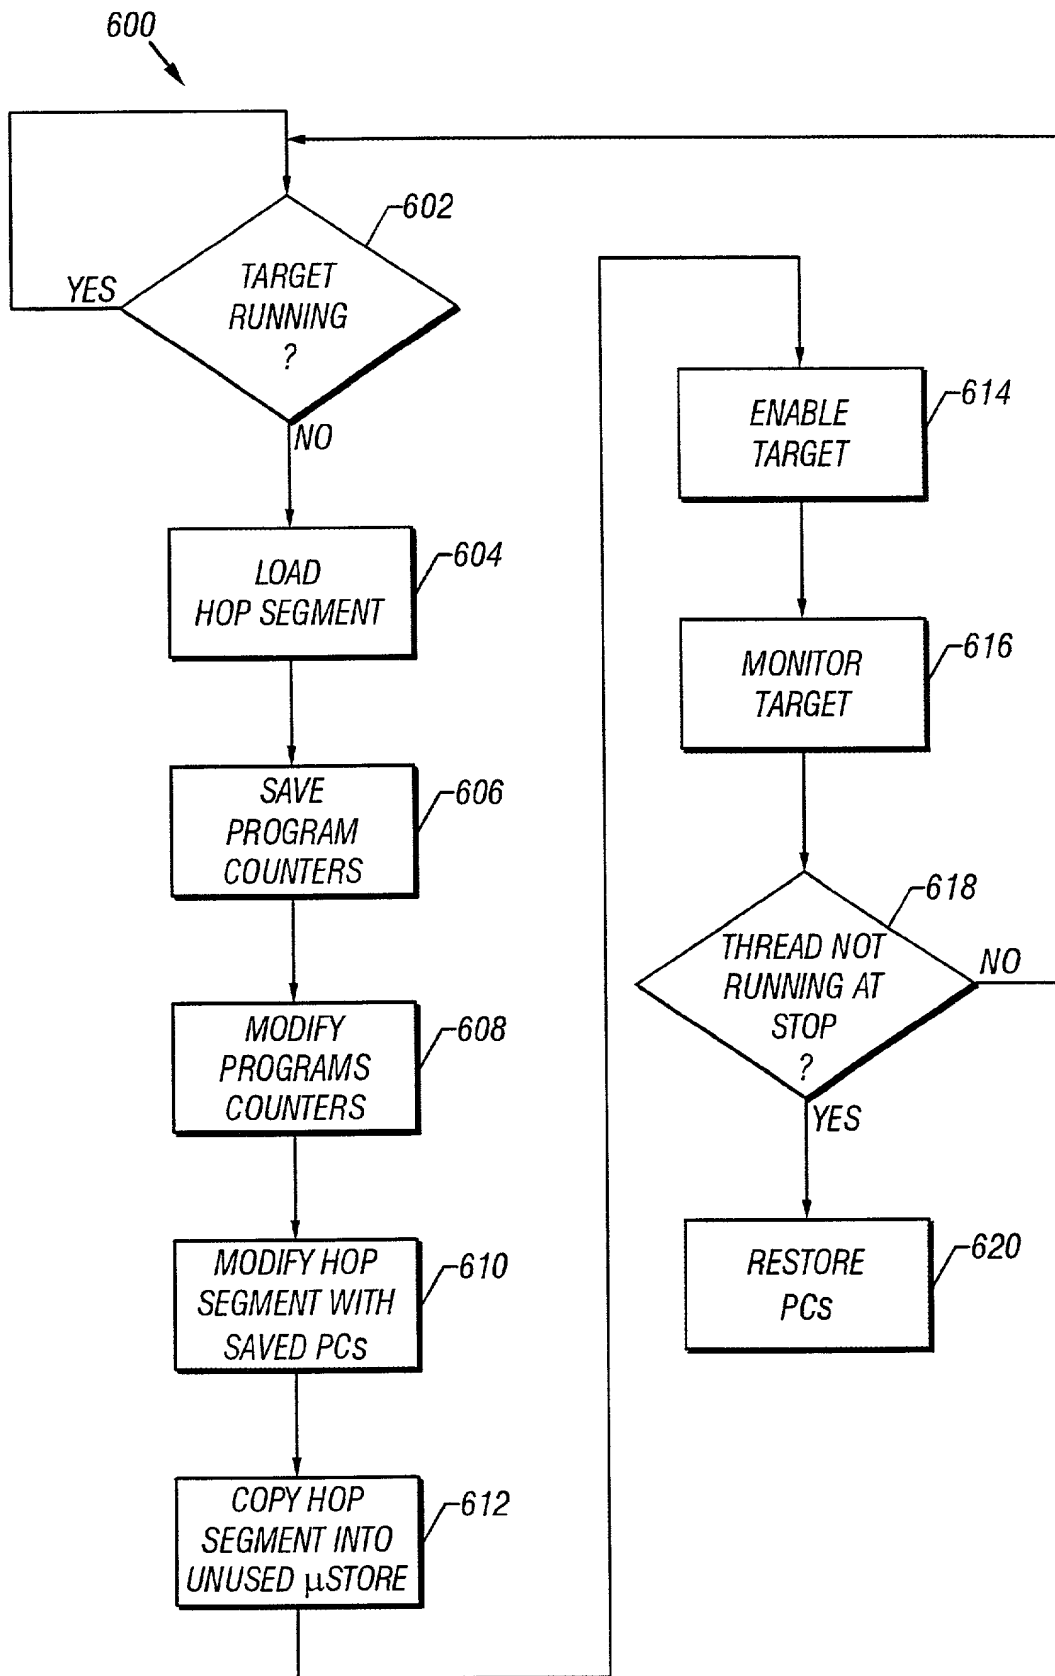 600
602
TARGET
RUNNING
?
YES
NO
604
LOAD
HOP SEGMENT
606
SAVE
PROGRAM
COUNTERS
608
MODIFY
PROGRAMS
COUNTERS
610
MODIFY HOP
SEGMENT WITH
SAVED PCs
612
COPY HOP
SEGMENT INTO
UNUSED µSTORE
614
ENABLE
TARGET
616
MONITOR
TARGET
618
THREAD NOT
RUNNING AT
STOP
?
NO
YES
620
RESTORE
PCs